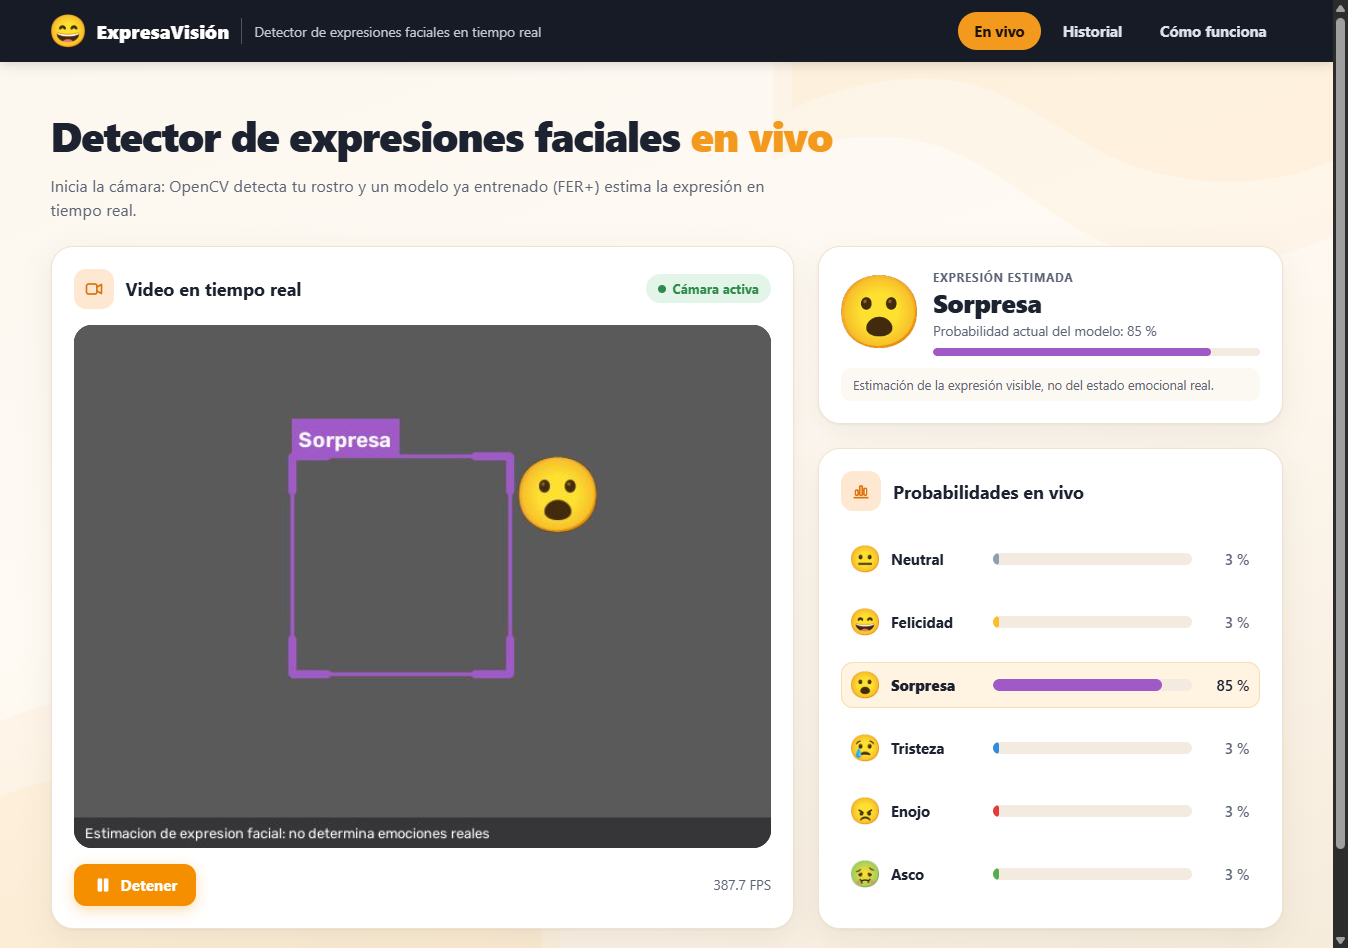 ExpresaVisión
Detector de expresiones faciales en tiempo real
En vivo
Historial
Cómo funciona
Detector de expresiones faciales en vivo
Inicia la cámara: OpenCV detecta tu rostro y un modelo ya entrenado (FER+) estima la expresión en
tiempo real.
Video en tiempo real
Cámara activa
Sorpresa
Estimacion de expresion facial: no determina emociones reales
Detener
387.7 FPS
EXPRESIÓN ESTIMADA
Sorpresa
Probabilidad actual del modelo: 85 %
Estimación de la expresión visible, no del estado emocional real.
Probabilidades en vivo
Neutral 3 %
Felicidad 3 %
Sorpresa 85 %
Tristeza 3 %
Enojo 3 %
Asco 3 %